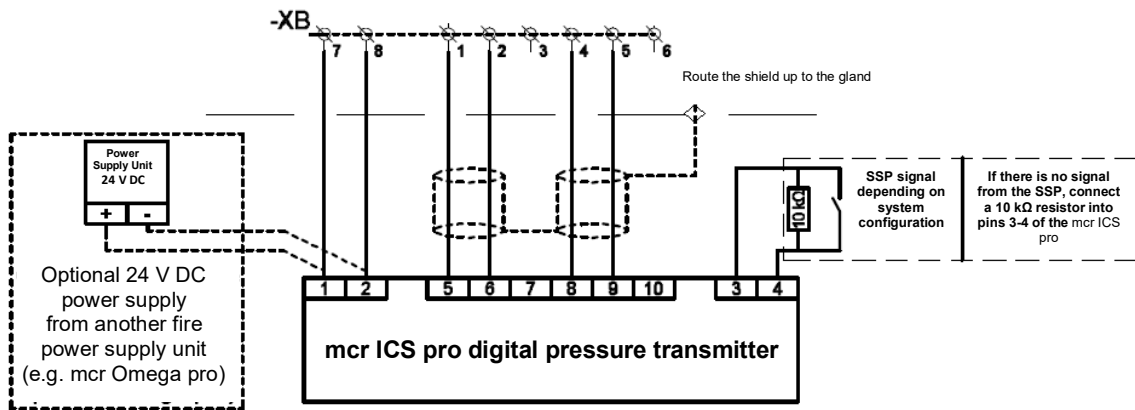 -XB
7 8 1 2 3 4 5 6
Route the shield up to the gland
Power
Supply Unit
24 V DC
+ -
Optional 24 V DC
power supply
from another fire
power supply unit
(e.g. mcr Omega pro)
10 kΩ
SSP signal
depending on
system
configuration
If there is no signal
from the SSP, connect
a 10 kΩ resistor into
pins 3-4 of the mcr ICS
pro
1 2 5 6 7 8 9 10 3 4
mcr ICS pro digital pressure transmitter